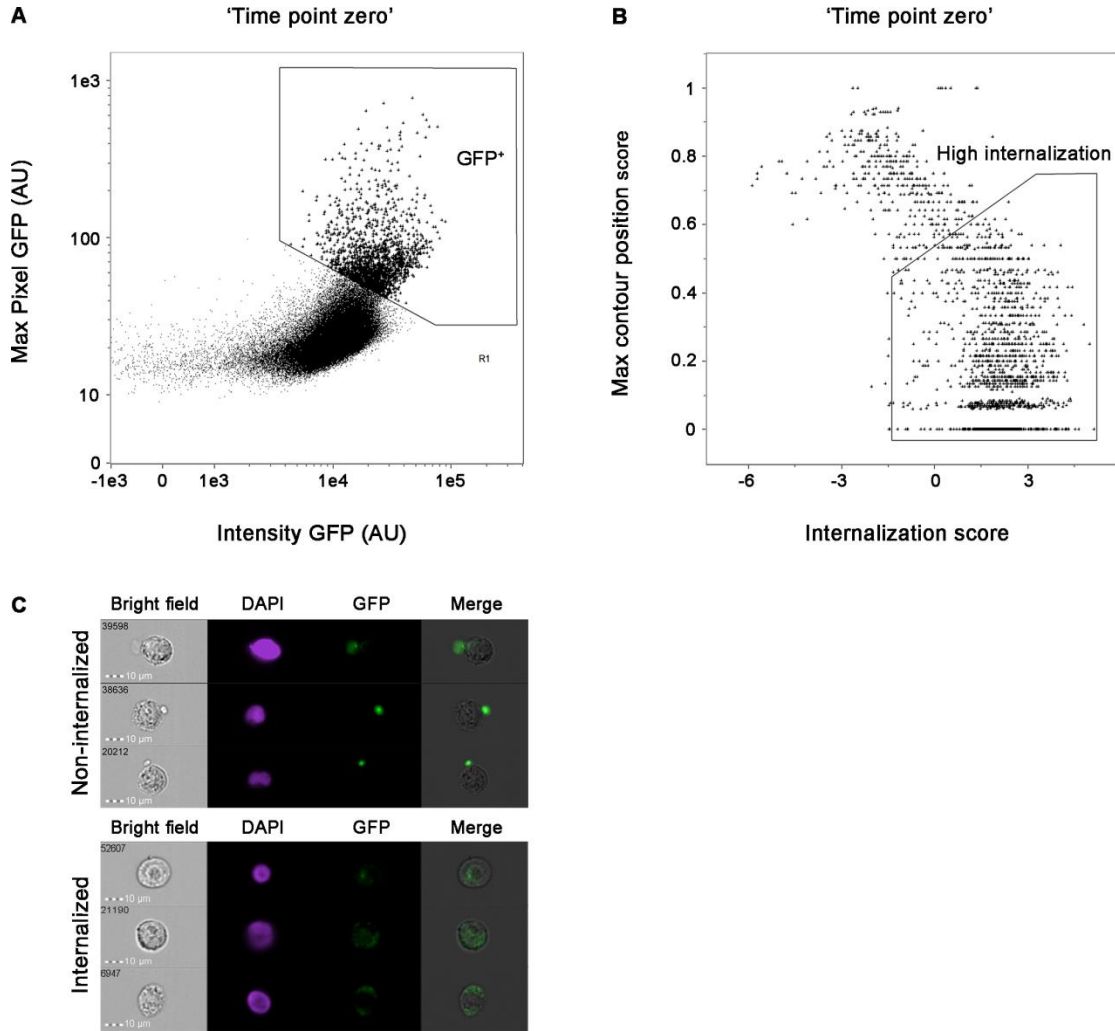 A
'Time point zero'
Max Pixel GFP (AU)
1e3
100
10
0
GFP+
R1
-1e3 0 1e3 1e4 1e5
Intensity GFP (AU)
B
'Time point zero'
Max contour position score
1
0.8
0.6
0.4
0.2
0
High internalization
-6 -3 0 3
Internalization score
C
Bright field DAPI GFP Merge
Non-internalized
39598
10 µm
38636
10 µm
20212
10 µm
Bright field DAPI GFP Merge
Internalized
52607
10 µm
21190
10 µm
6947
10 µm